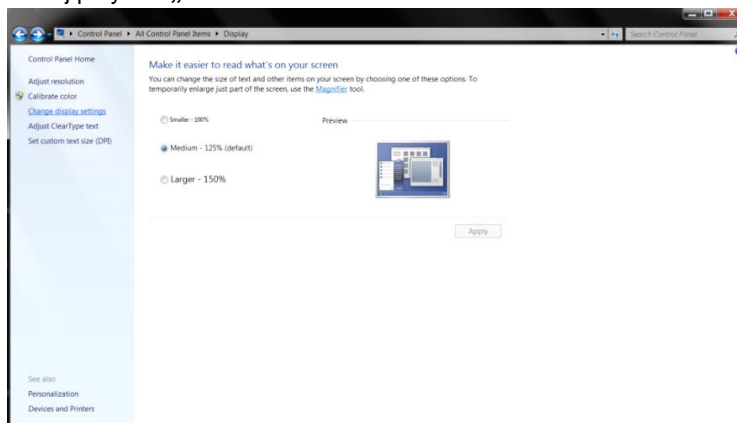 Control Panel ▸ All Control Panel Items ▸ Display
Search Control Panel
Control Panel Home
Adjust resolution
Calibrate color
Change display settings
Adjust ClearType text
Set custom text size (DPI)
Make it easier to read what's on your screen
You can change the size of text and other items on your screen by choosing one of these options. To
temporarily enlarge just part of the screen, use the Magnifier tool.
Smaller - 100%
Preview
Medium - 125% (default)
Larger - 150%
Apply
See also
Personalization
Devices and Printers